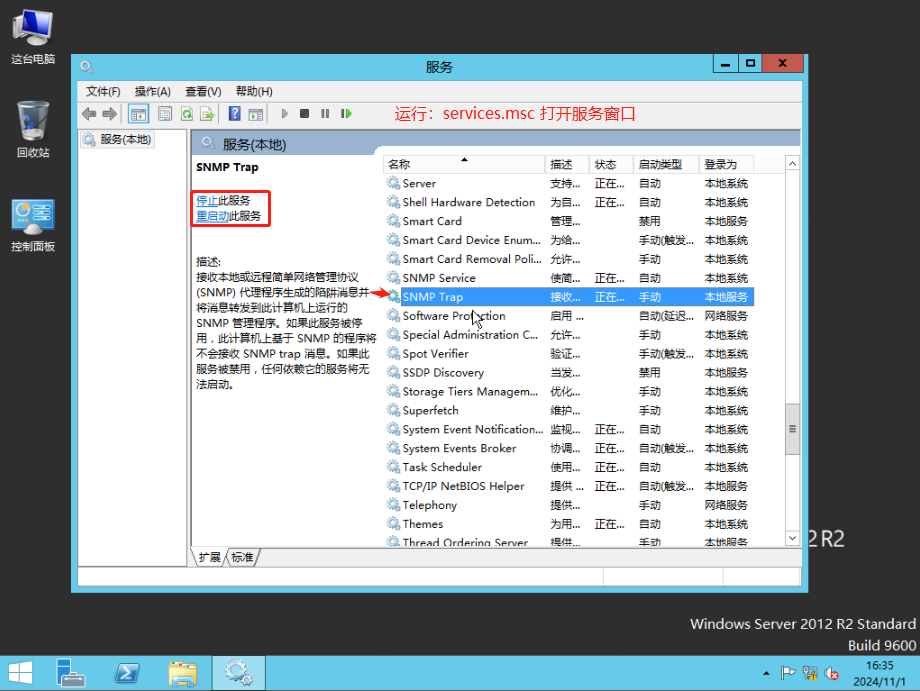 这台电脑
回收站
控制面板
服务
文件(F) 操作(A) 查看(V) 帮助(H)
运行：services.msc 打开服务窗口
服务(本地)
服务(本地)
SNMP Trap
停止此服务
重启动此服务
描述:
接收本地或远程简单网络管理协议
(SNMP) 代理程序生成的陷阱消息并
将消息转发到此计算机上运行的
SNMP 管理程序。如果此服务被停
用，此计算机上基于 SNMP 的程序将
不会接收 SNMP trap 消息。如果此
服务被禁用，任何依赖它的服务将无
法启动。
名称 描述 状态 启动类型 登录为
Server 支持... 正在... 自动 本地系统
Shell Hardware Detection 为自... 正在... 自动 本地系统
Smart Card 管理... 禁用 本地服务
Smart Card Device Enum... 为给... 手动(触发... 本地系统
Smart Card Removal Poli... 允许... 手动 本地系统
SNMP Service 使简... 正在... 自动 本地系统
SNMP Trap 接收... 正在... 手动 本地服务
Software Protection 启用 ... 自动(延迟... 网络服务
Special Administration C... 允许... 手动 本地系统
Spot Verifier 验证... 手动(触发... 本地系统
SSDP Discovery 当发... 禁用 本地服务
Storage Tiers Managem... 优化... 手动 本地系统
Superfetch 维护... 手动 本地系统
System Event Notification... 监视... 正在... 自动 本地系统
System Events Broker 协调... 正在... 自动(触发... 本地系统
Task Scheduler 使用... 正在... 自动 本地系统
TCP/IP NetBIOS Helper 提供 ... 正在... 自动(触发... 本地服务
Telephony 提供... 手动 网络服务
Themes 为用... 正在... 自动 本地系统
Thread Ordering Server 提供... 手动 本地服务
扩展 标准
2 R2
Windows Server 2012 R2 Standard
Build 9600
16:35
2024/11/1